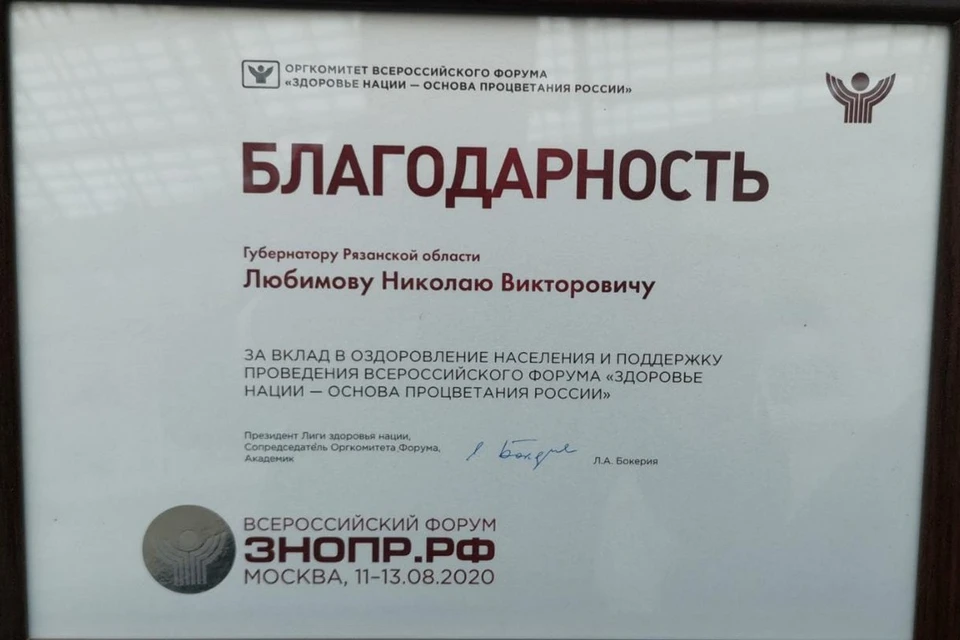 ОРГКОМИТЕТ ВСЕРОССИЙСКОГО ФОРУМА
«ЗДОРОВЬЕ НАЦИИ — ОСНОВА ПРОЦВЕТАНИЯ РОССИИ»
БЛАГОДАРНОСТЬ
Губернатору Рязанской области
Любимову Николаю Викторовичу
ЗА ВКЛАД В ОЗДОРОВЛЕНИЕ НАСЕЛЕНИЯ И ПОДДЕРЖКУ
ПРОВЕДЕНИЯ ВСЕРОССИЙСКОГО ФОРУМА «ЗДОРОВЬЕ
НАЦИИ — ОСНОВА ПРОЦВЕТАНИЯ РОССИИ»
Президент Лиги здоровья нации,
Сопредседатель Оргкомитета Форума,
Академик
Л.А. Бокерия
ВСЕРОССИЙСКИЙ ФОРУМ
ЗНОПР.РФ
МОСКВА, 11-13.08.2020